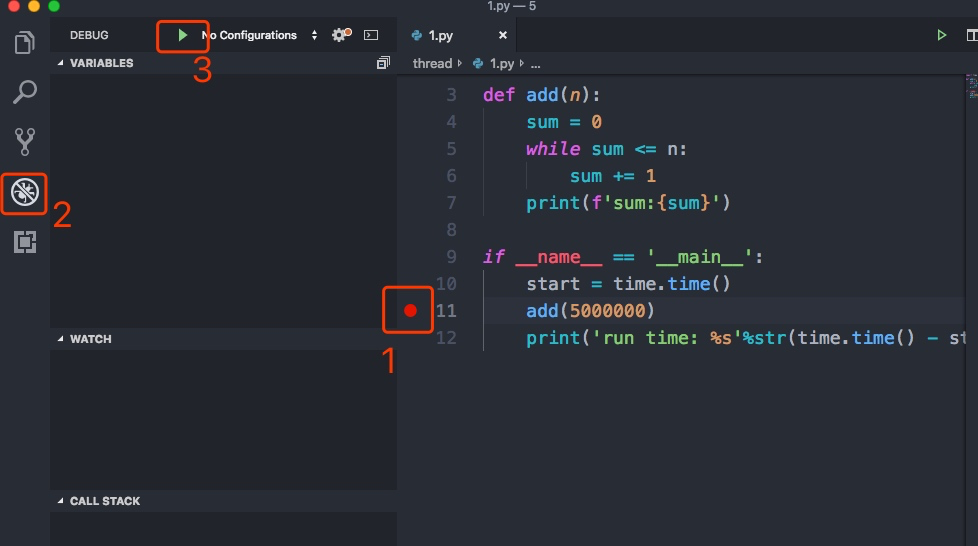 1.py — 5
DEBUG No Configurations
3
VARIABLES
2
WATCH
1
CALL STACK
1.py ×
thread 1.py ...
3 def add(n):
4 sum = 0
5 while sum <= n:
6 sum += 1
7 print(f'sum:{sum}')
8
9 if __name__ == '__main__':
10 start = time.time()
11 add(5000000)
12 print('run time: %s'%str(time.time() - st